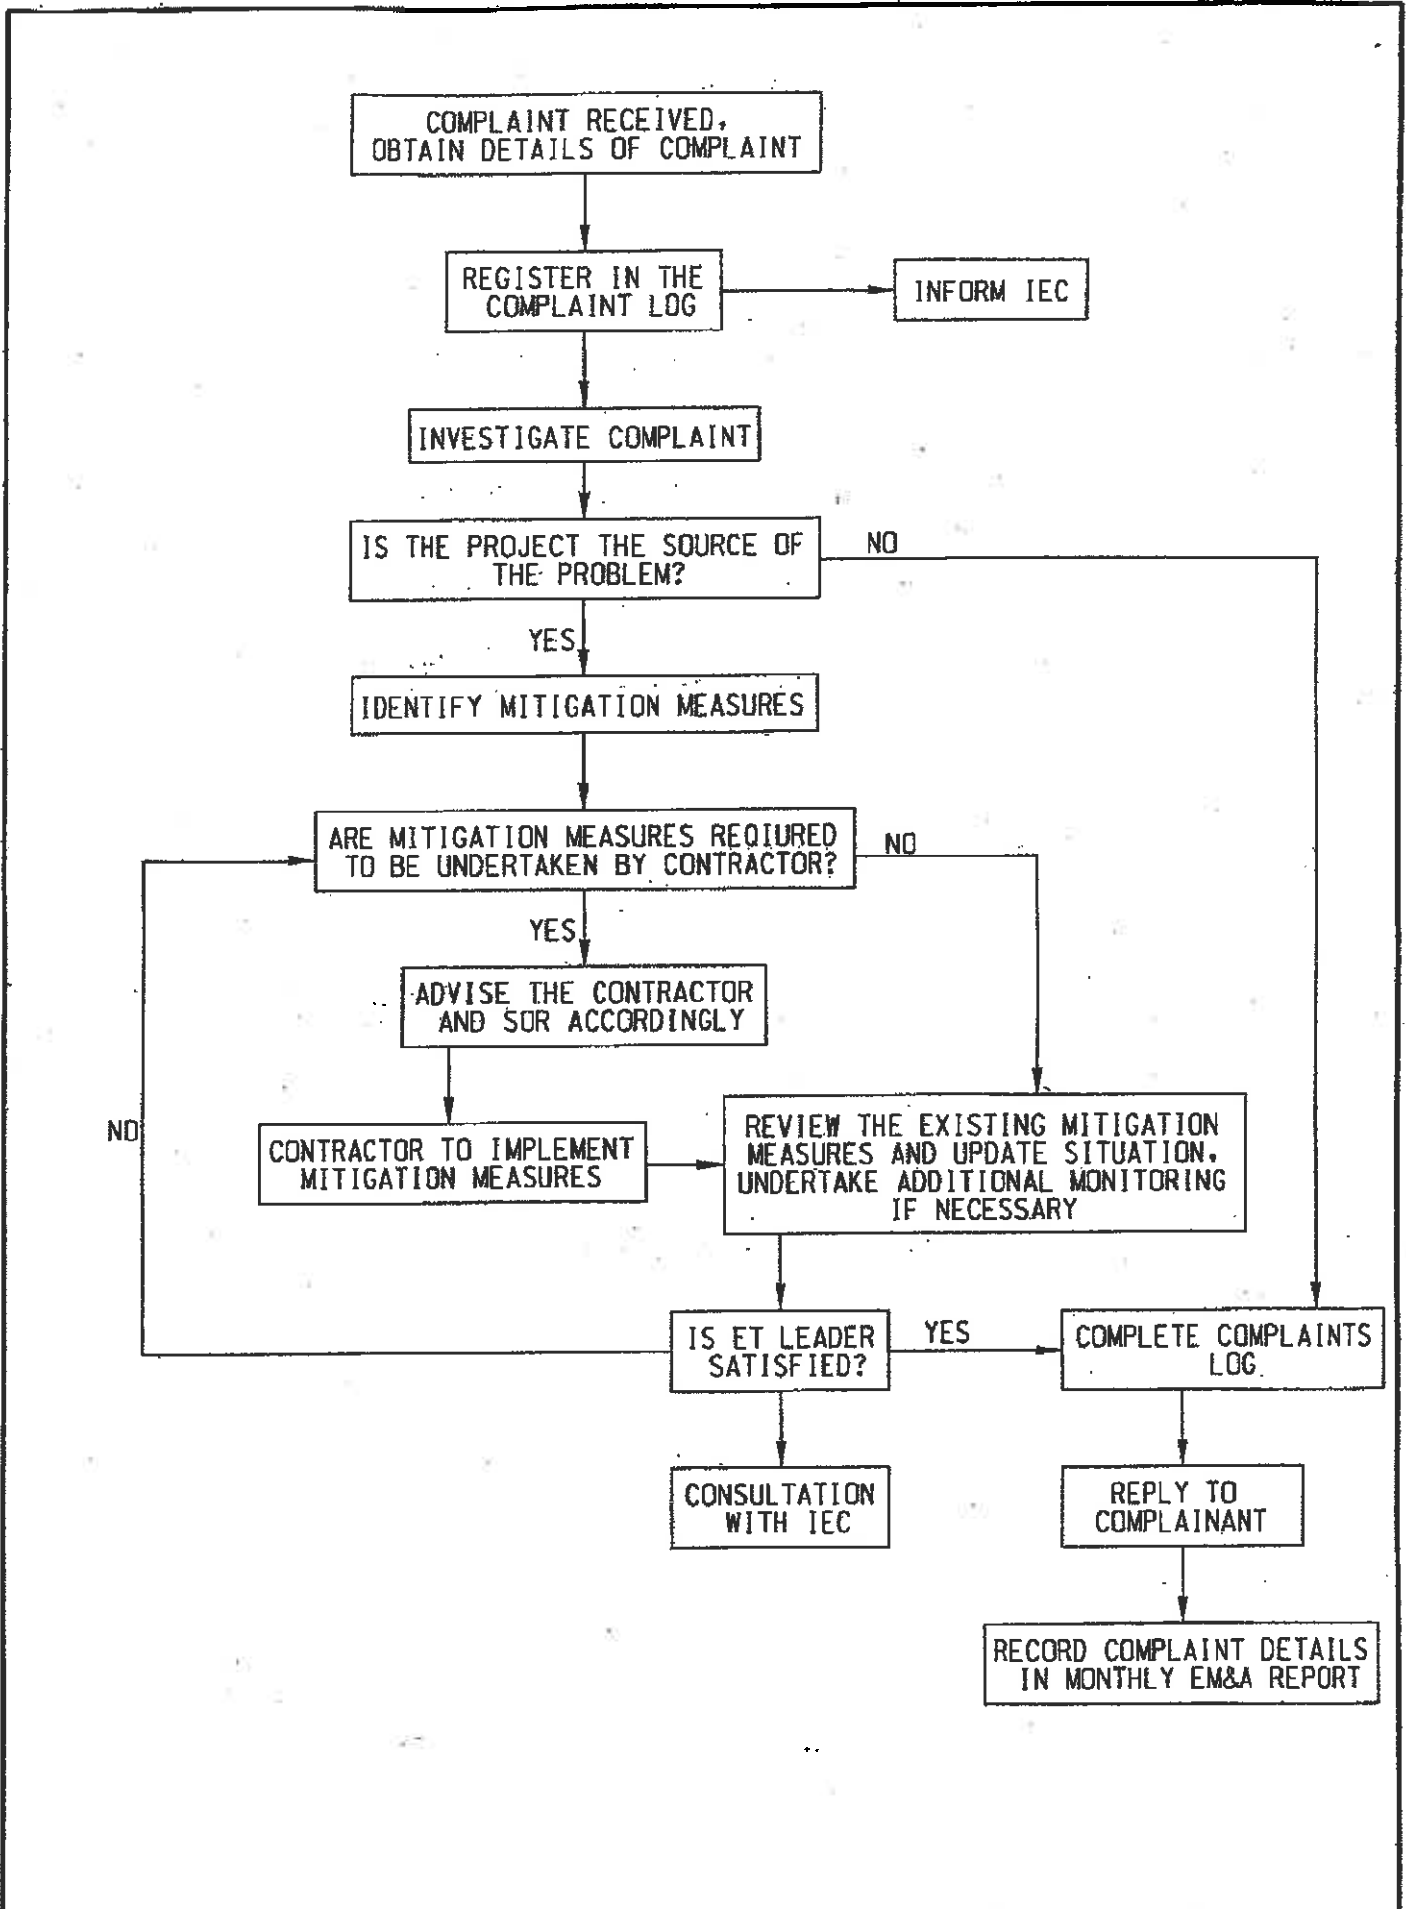 COMPLAINT RECEIVED,
OBTAIN DETAILS OF COMPLAINT
REGISTER IN THE
COMPLAINT LOG
INFORM IEC
INVESTIGATE COMPLAINT
IS THE PROJECT THE SOURCE OF
THE PROBLEM?
NO
YES
IDENTIFY MITIGATION MEASURES
ARE MITIGATION MEASURES REQIURED
TO BE UNDERTAKEN BY CONTRACTOR?
NO
YES
ADVISE THE CONTRACTOR
AND SOR ACCORDINGLY
NO
CONTRACTOR TO IMPLEMENT
MITIGATION MEASURES
REVIEW THE EXISTING MITIGATION
MEASURES AND UPDATE SITUATION.
UNDERTAKE ADDITIONAL MONITORING
IF NECESSARY
IS ET LEADER
SATISFIED?
YES
COMPLETE COMPLAINTS
LOG
CONSULTATION
WITH IEC
REPLY TO
COMPLAINANT
RECORD COMPLAINT DETAILS
IN MONTHLY EM&A REPORT